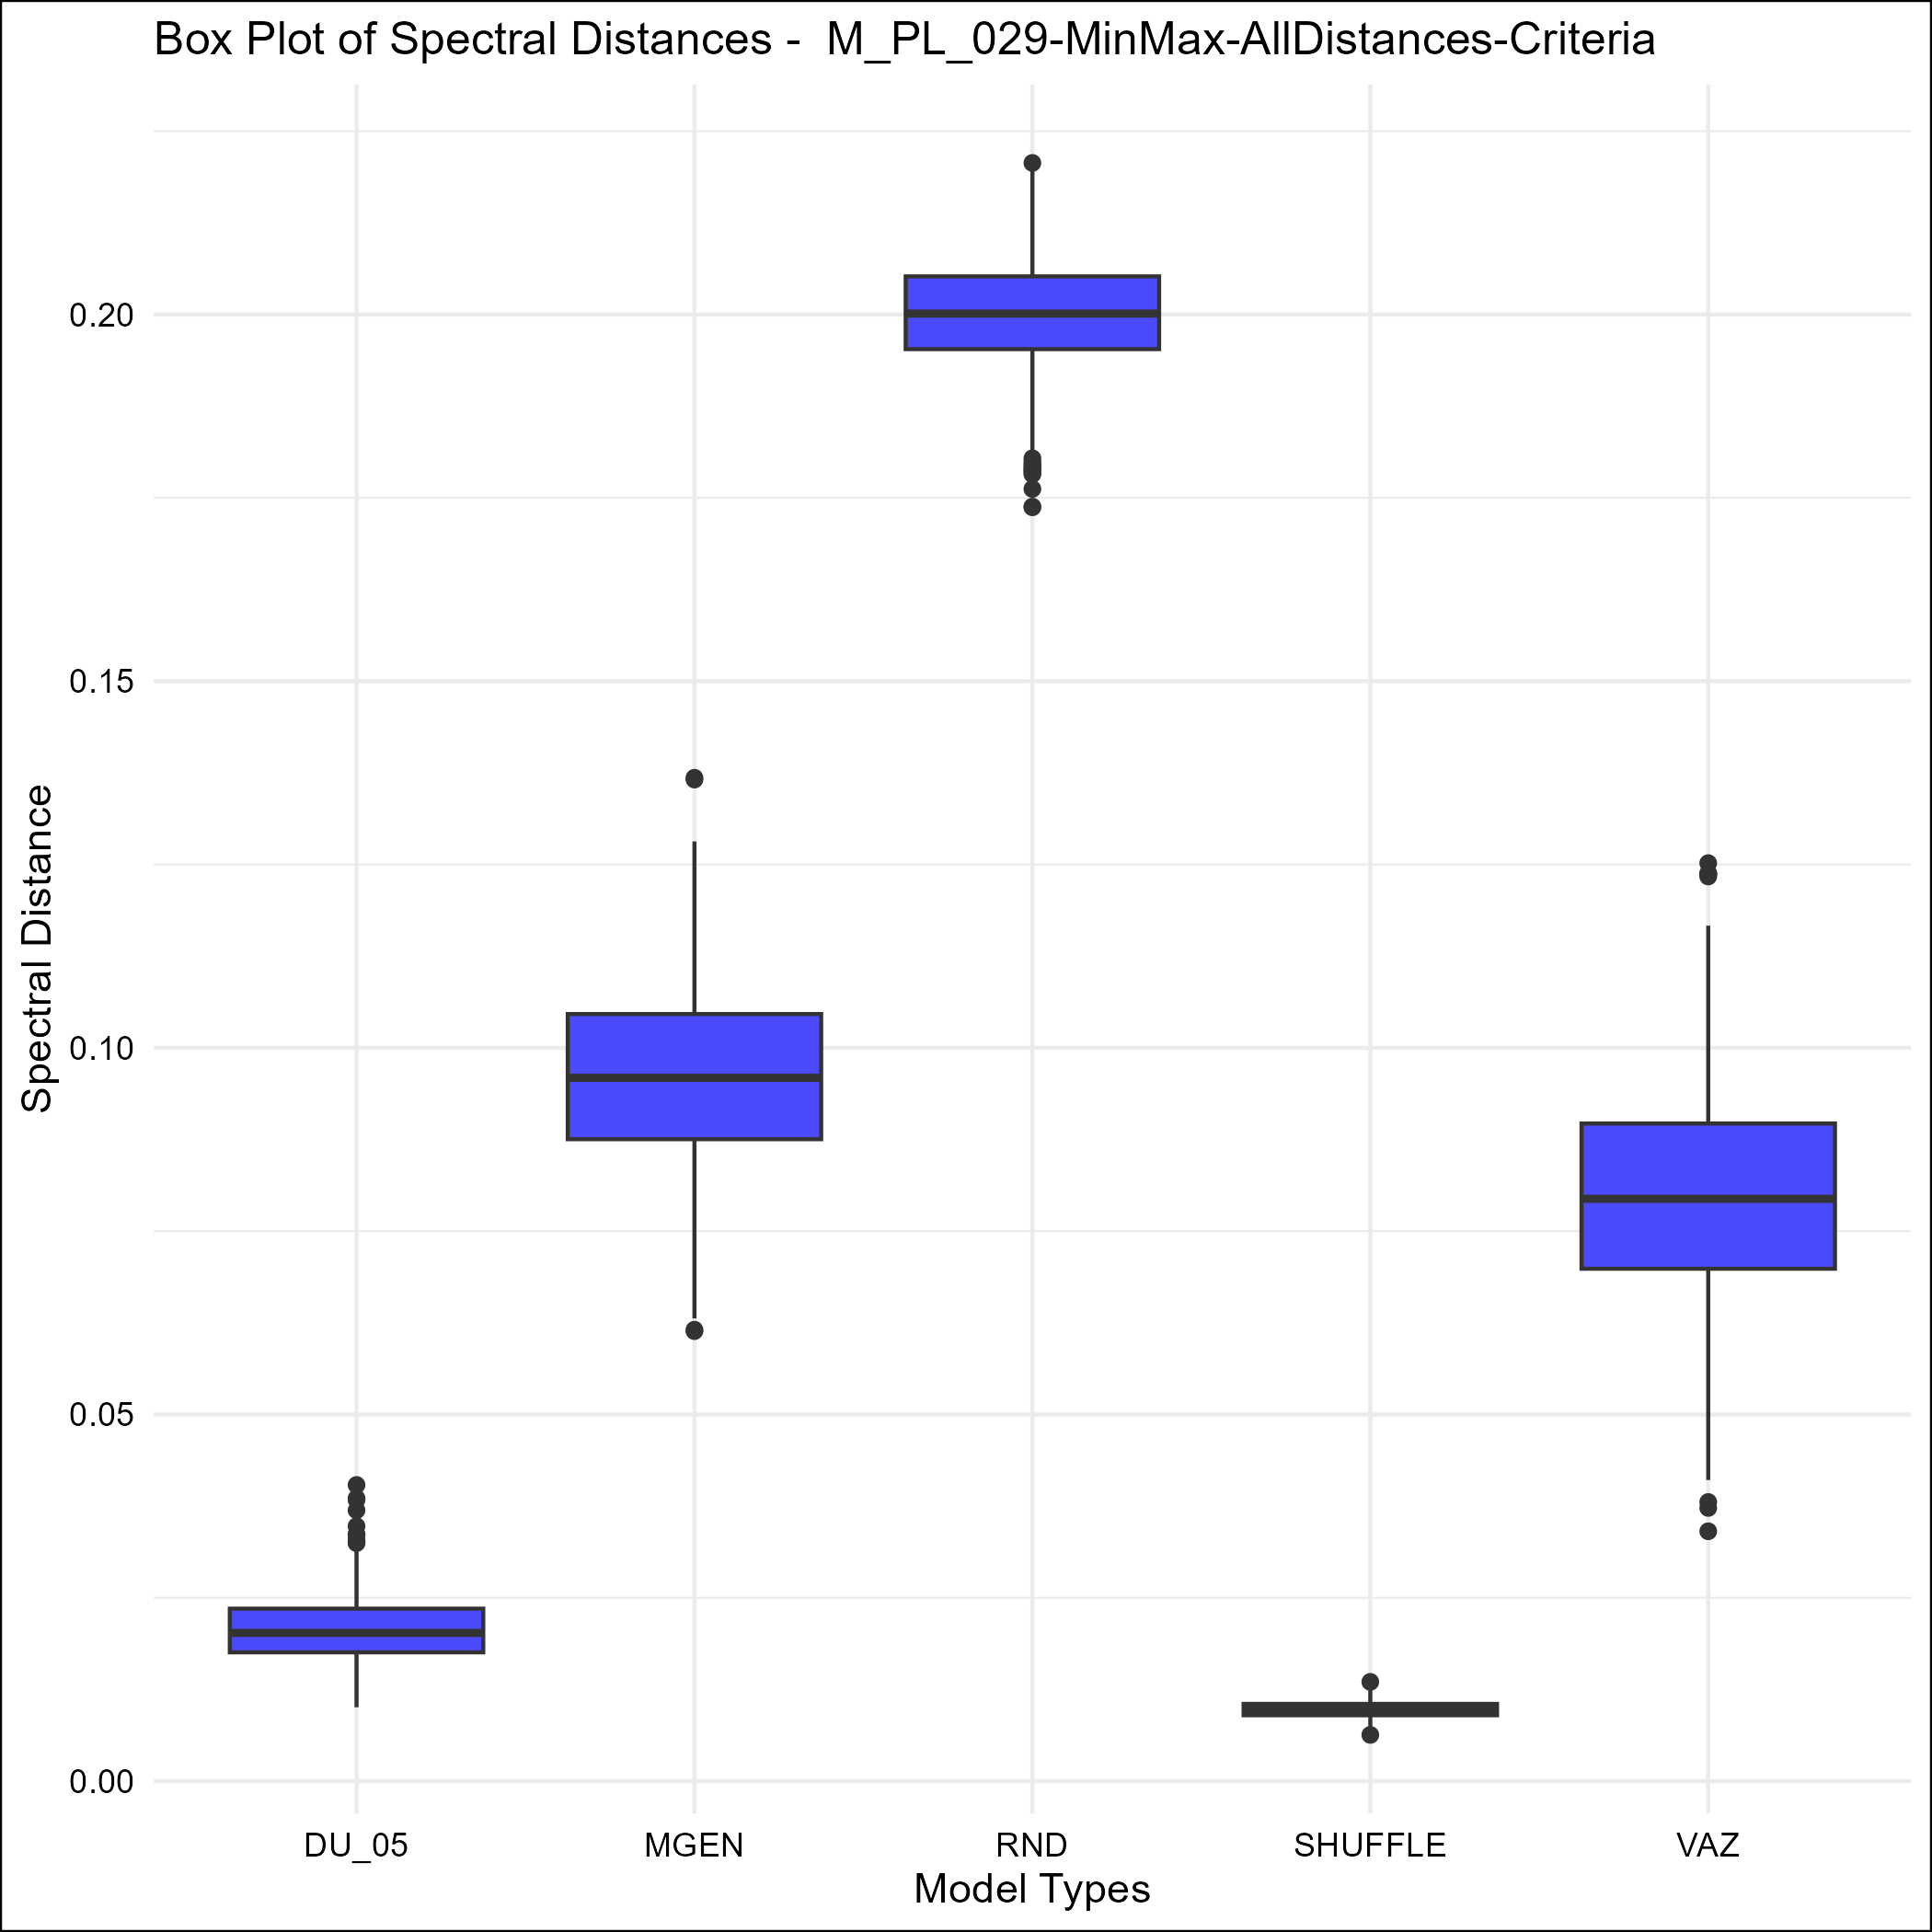 Box Plot of Spectral Distances -  M_PL_029-MinMax-AllDistances-Criteria
Spectral Distance
0.20
0.15
0.10
0.05
0.00
DU_05 MGEN RND SHUFFLE VAZ
Model Types